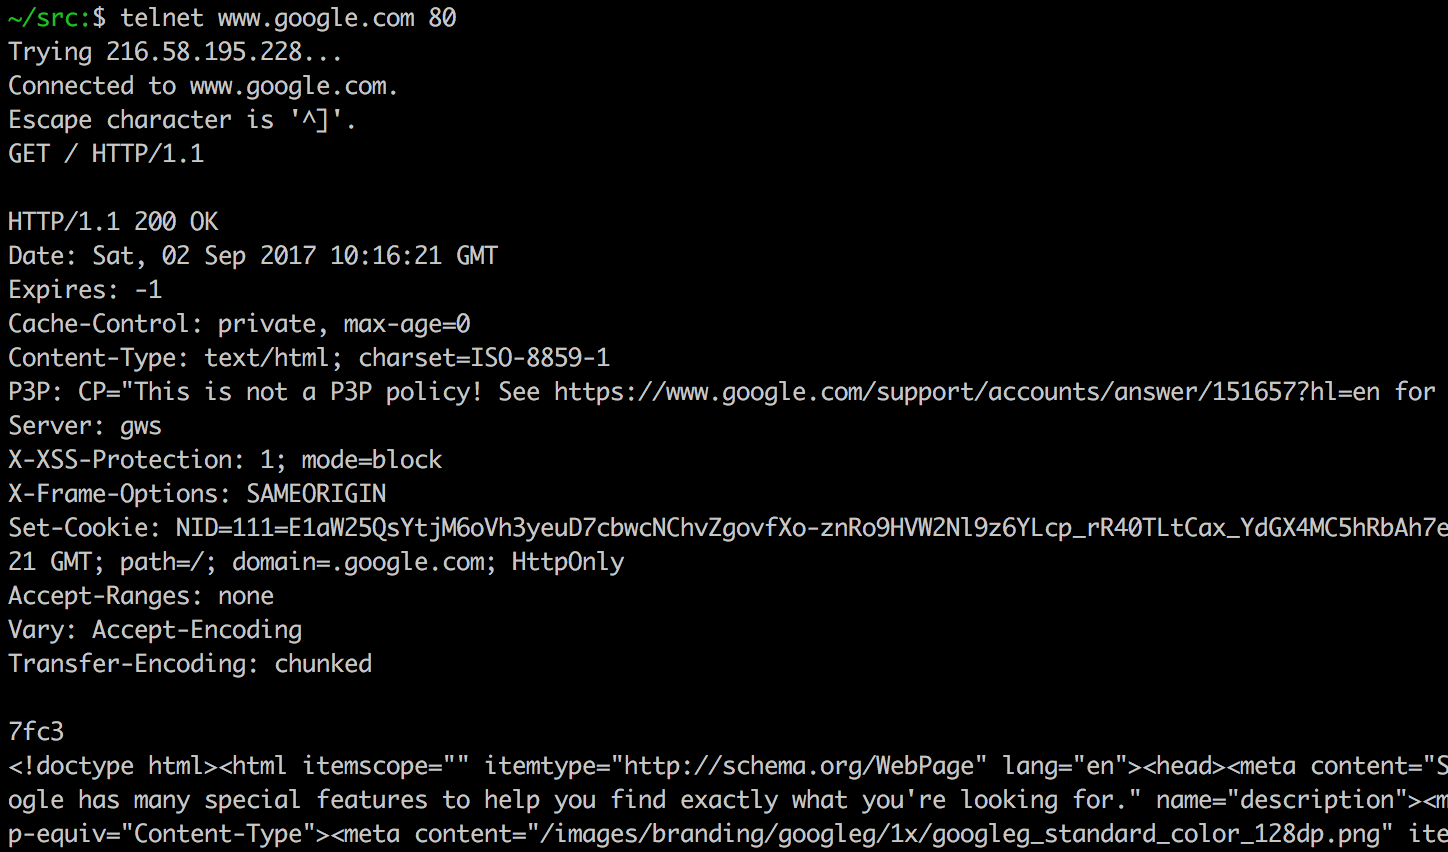 ~/src:$ telnet www.google.com 80
Trying 216.58.195.228...
Connected to www.google.com.
Escape character is '^]'.
GET / HTTP/1.1
HTTP/1.1 200 OK
Date: Sat, 02 Sep 2017 10:16:21 GMT
Expires: -1
Cache-Control: private, max-age=0
Content-Type: text/html; charset=ISO-8859-1
P3P: CP="This is not a P3P policy! See https://www.google.com/support/accounts/answer/151657?hl=en for
Server: gws
X-XSS-Protection: 1; mode=block
X-Frame-Options: SAMEORIGIN
Set-Cookie: NID=111=E1aW25QsYtjM6oVh3yeuD7cbwcNChvZgovfXo-znRo9HVW2Nl9z6YLcp_rR40TLtCax_YdGX4MC5hRbAh7e
21 GMT; path=/; domain=.google.com; HttpOnly
Accept-Ranges: none
Vary: Accept-Encoding
Transfer-Encoding: chunked
7fc3
<!doctype html><html itemscope="" itemtype="http://schema.org/WebPage" lang="en"><head><meta content="S
ogle has many special features to help you find exactly what you're looking for." name="description"><m
p-equiv="Content-Type"><meta content="/images/branding/googleg/1x/googleg_standard_color_128dp.png" ite